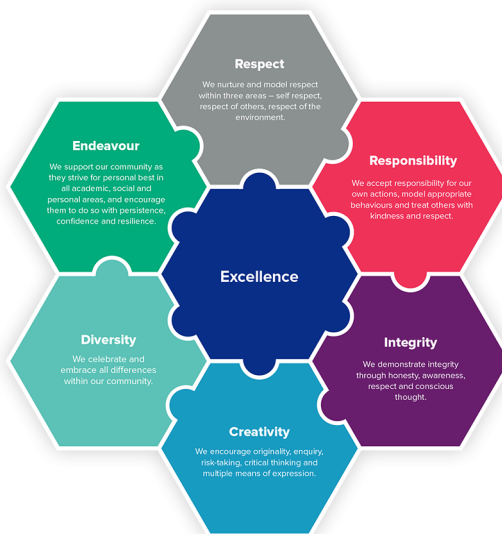 Respect
We nurture and model respect
within three areas – self respect,
respect of others, respect of the
environment.
Endeavour
We support our community as
they strive for personal best in
all academic, social and
personal areas, and encourage
them to do so with persistence,
confidence and resilience.
Responsibility
We accept responsibility for our
own actions, model appropriate
behaviours and treat others with
kindness and respect.
Excellence
Diversity
We celebrate and
embrace all differences
within our community.
Integrity
We demonstrate integrity
through honesty, awareness,
respect and conscious
thought.
Creativity
We encourage originality, enquiry,
risk-taking, critical thinking and
multiple means of expression.